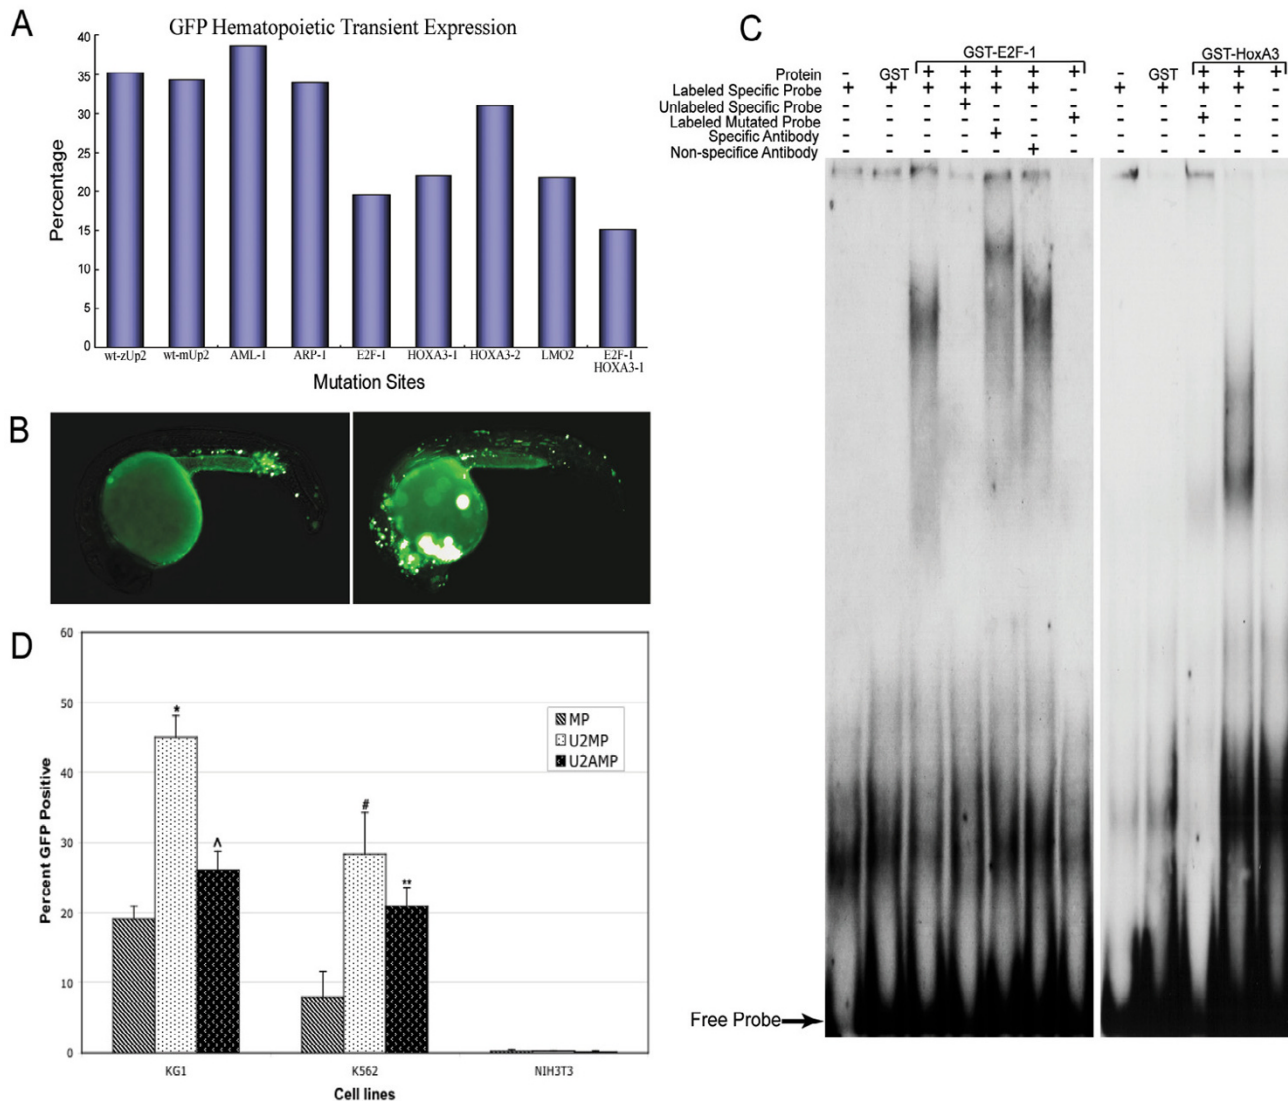 A
GFP Hematopoietic Transient Expression
Percentage
40
35
30
25
20
15
10
5
0
wt-zUp2 wt-mUp2 AML-1 ARP-1 E2F-1 HOXA3-1 HOXA3-2 LMO2 E2F-1
HOXA3-1
Mutation Sites
B
C
GST-E2F-1 GST-HoxA3
Protein - GST + + + + + - GST + + +
Labeled Specific Probe + + + + + + - + + + + -
Unlabeled Specific Probe - - - + - - - - - - - -
Labeled Mutated Probe - - - - - - + - - + - -
Specific Antibody - - - - + - - - - - - -
Non-specifice Antibody - - - - - + - - - - - -
Free Probe
D
Percent GFP Positive
60
50
40
30
20
10
0
MP
U2MP
U2AMP
* ^ # **
KG1 K562 NIH3T3
Cell lines